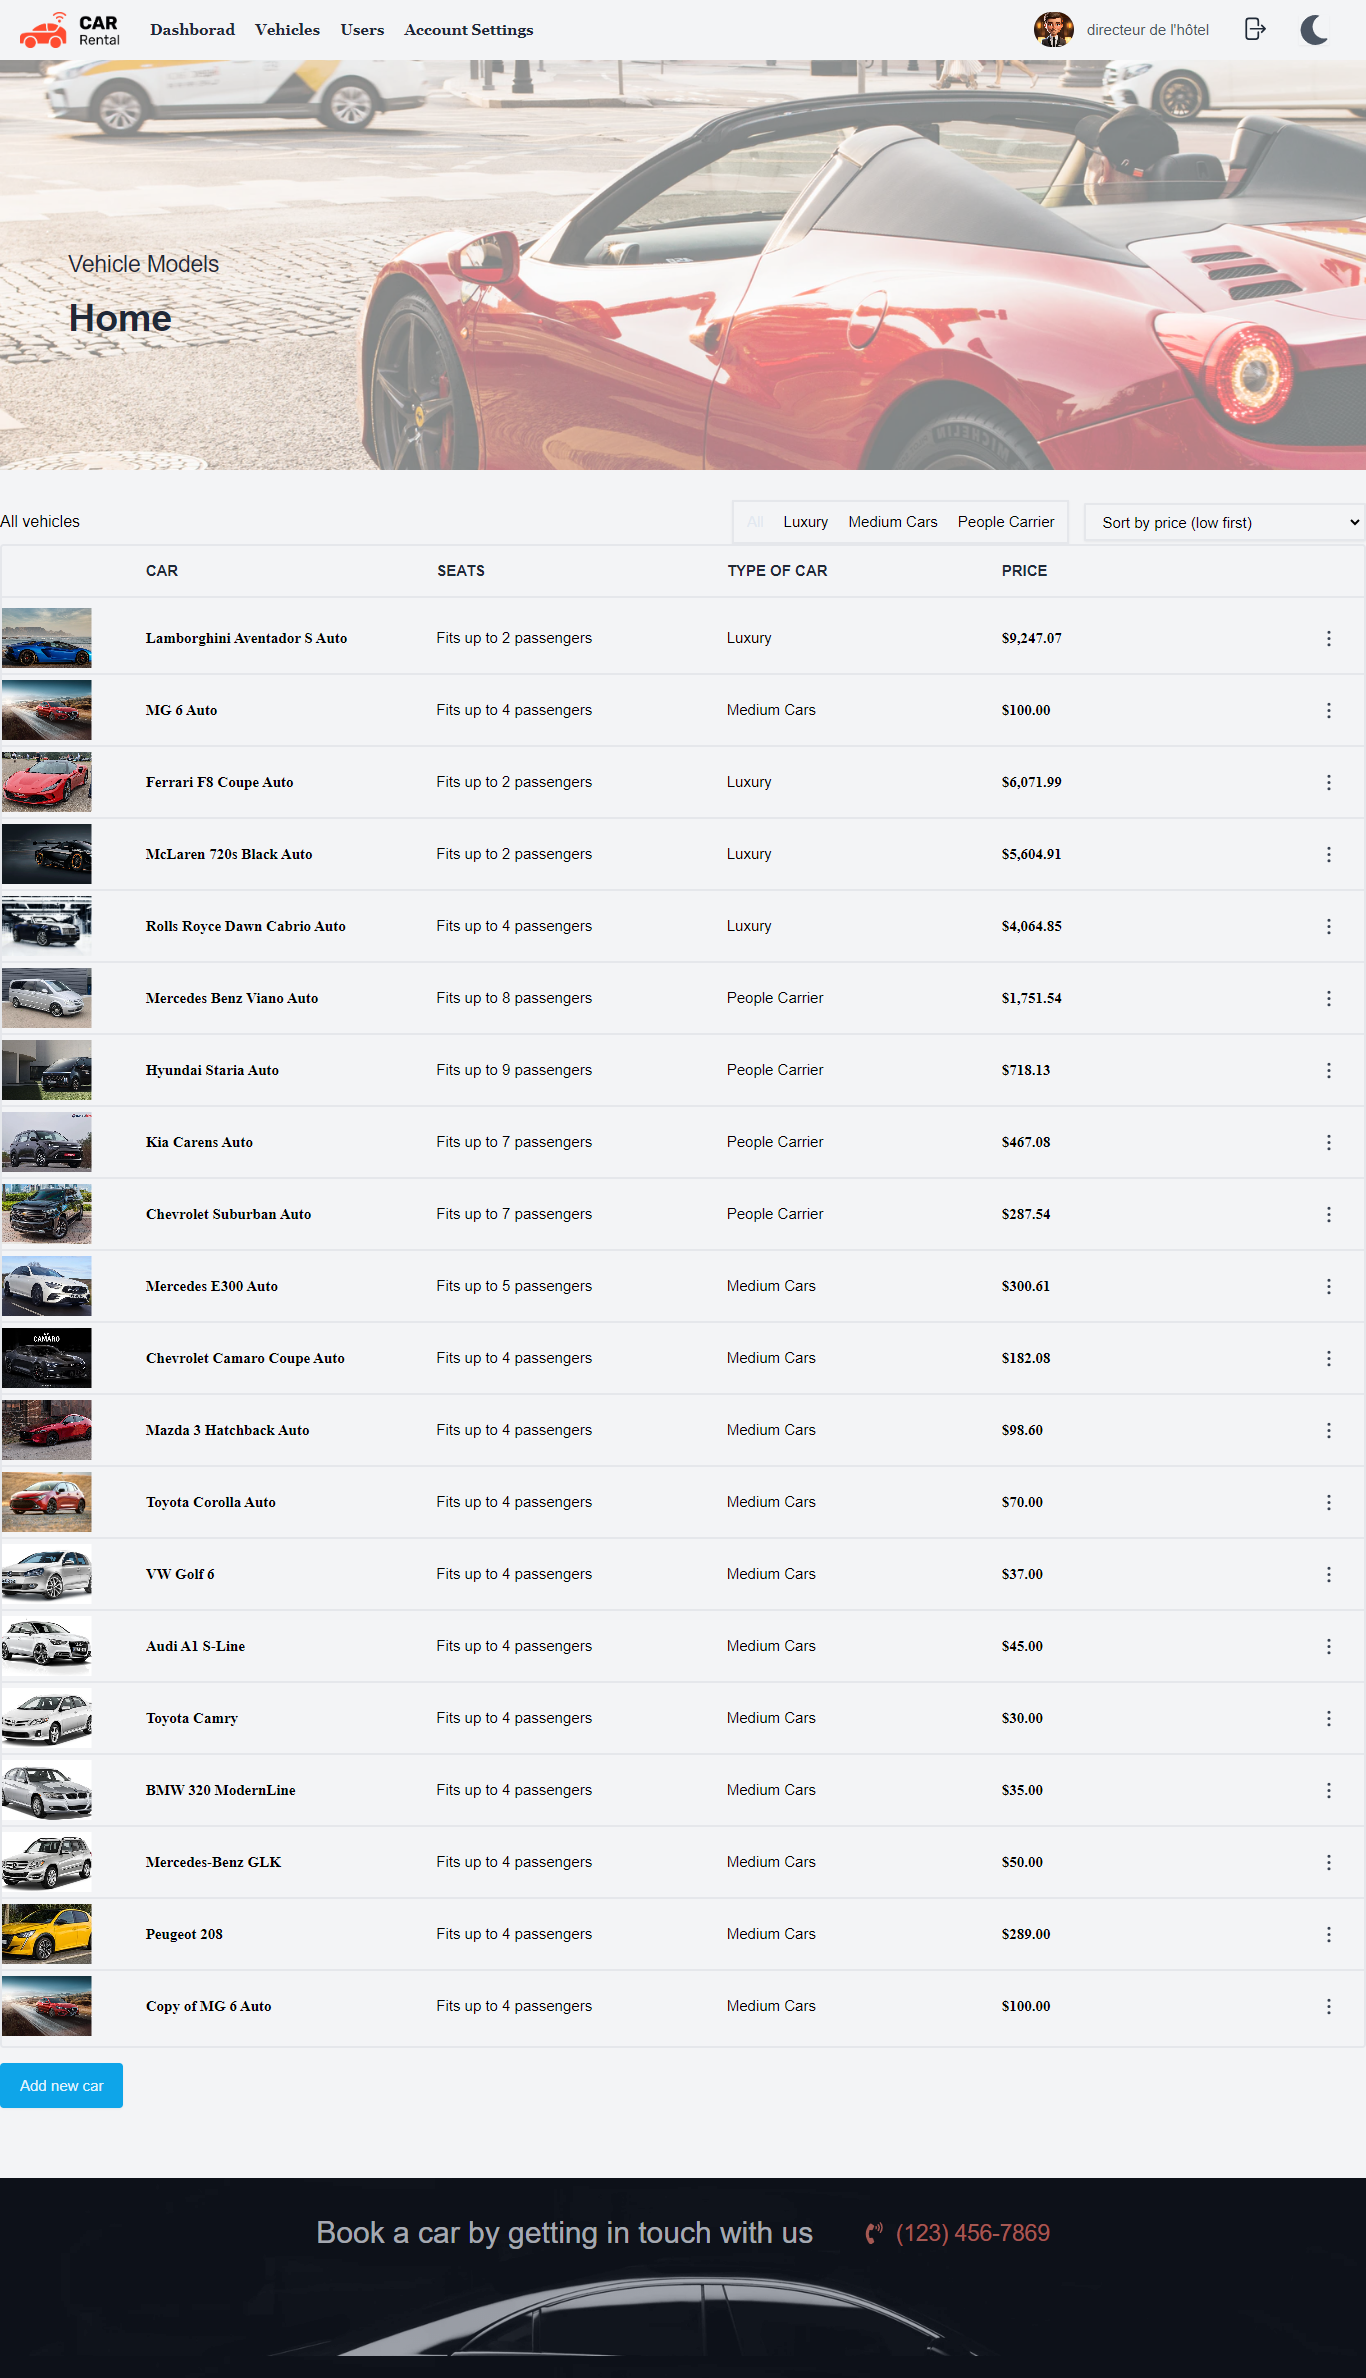 CAR
Rental
Dashborad Vehicles Users Account Settings
directeur de l'hôtel
Vehicle Models
Home
MICHELIN
All vehicles
All Luxury Medium Cars People Carrier
Sort by price (low first)
CAR SEATS TYPE OF CAR PRICE
Lamborghini Aventador S Auto Fits up to 2 passengers Luxury $9,247.07
MG 6 Auto Fits up to 4 passengers Medium Cars $100.00
Ferrari F8 Coupe Auto Fits up to 2 passengers Luxury $6,071.99
McLaren 720s Black Auto Fits up to 2 passengers Luxury $5,604.91
Rolls Royce Dawn Cabrio Auto Fits up to 4 passengers Luxury $4,064.85
Mercedes Benz Viano Auto Fits up to 8 passengers People Carrier $1,751.54
Hyundai Staria Auto Fits up to 9 passengers People Carrier $718.13
Kia Carens Auto Fits up to 7 passengers People Carrier $467.08
Chevrolet Suburban Auto Fits up to 7 passengers People Carrier $287.54
Mercedes E300 Auto Fits up to 5 passengers Medium Cars $300.61
CAMARO
Chevrolet Camaro Coupe Auto Fits up to 4 passengers Medium Cars $182.08
Mazda 3 Hatchback Auto Fits up to 4 passengers Medium Cars $98.60
Toyota Corolla Auto Fits up to 4 passengers Medium Cars $70.00
VW Golf 6 Fits up to 4 passengers Medium Cars $37.00
Audi A1 S-Line Fits up to 4 passengers Medium Cars $45.00
Toyota Camry Fits up to 4 passengers Medium Cars $30.00
BMW 320 ModernLine Fits up to 4 passengers Medium Cars $35.00
Mercedes-Benz GLK Fits up to 4 passengers Medium Cars $50.00
Peugeot 208 Fits up to 4 passengers Medium Cars $289.00
Copy of MG 6 Auto Fits up to 4 passengers Medium Cars $100.00
Add new car
Book a car by getting in touch with us
(123) 456-7869